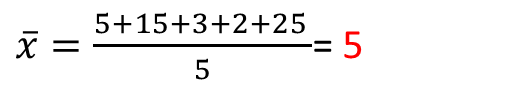 x̄ = (5+15+3+2+25)/5 = 5